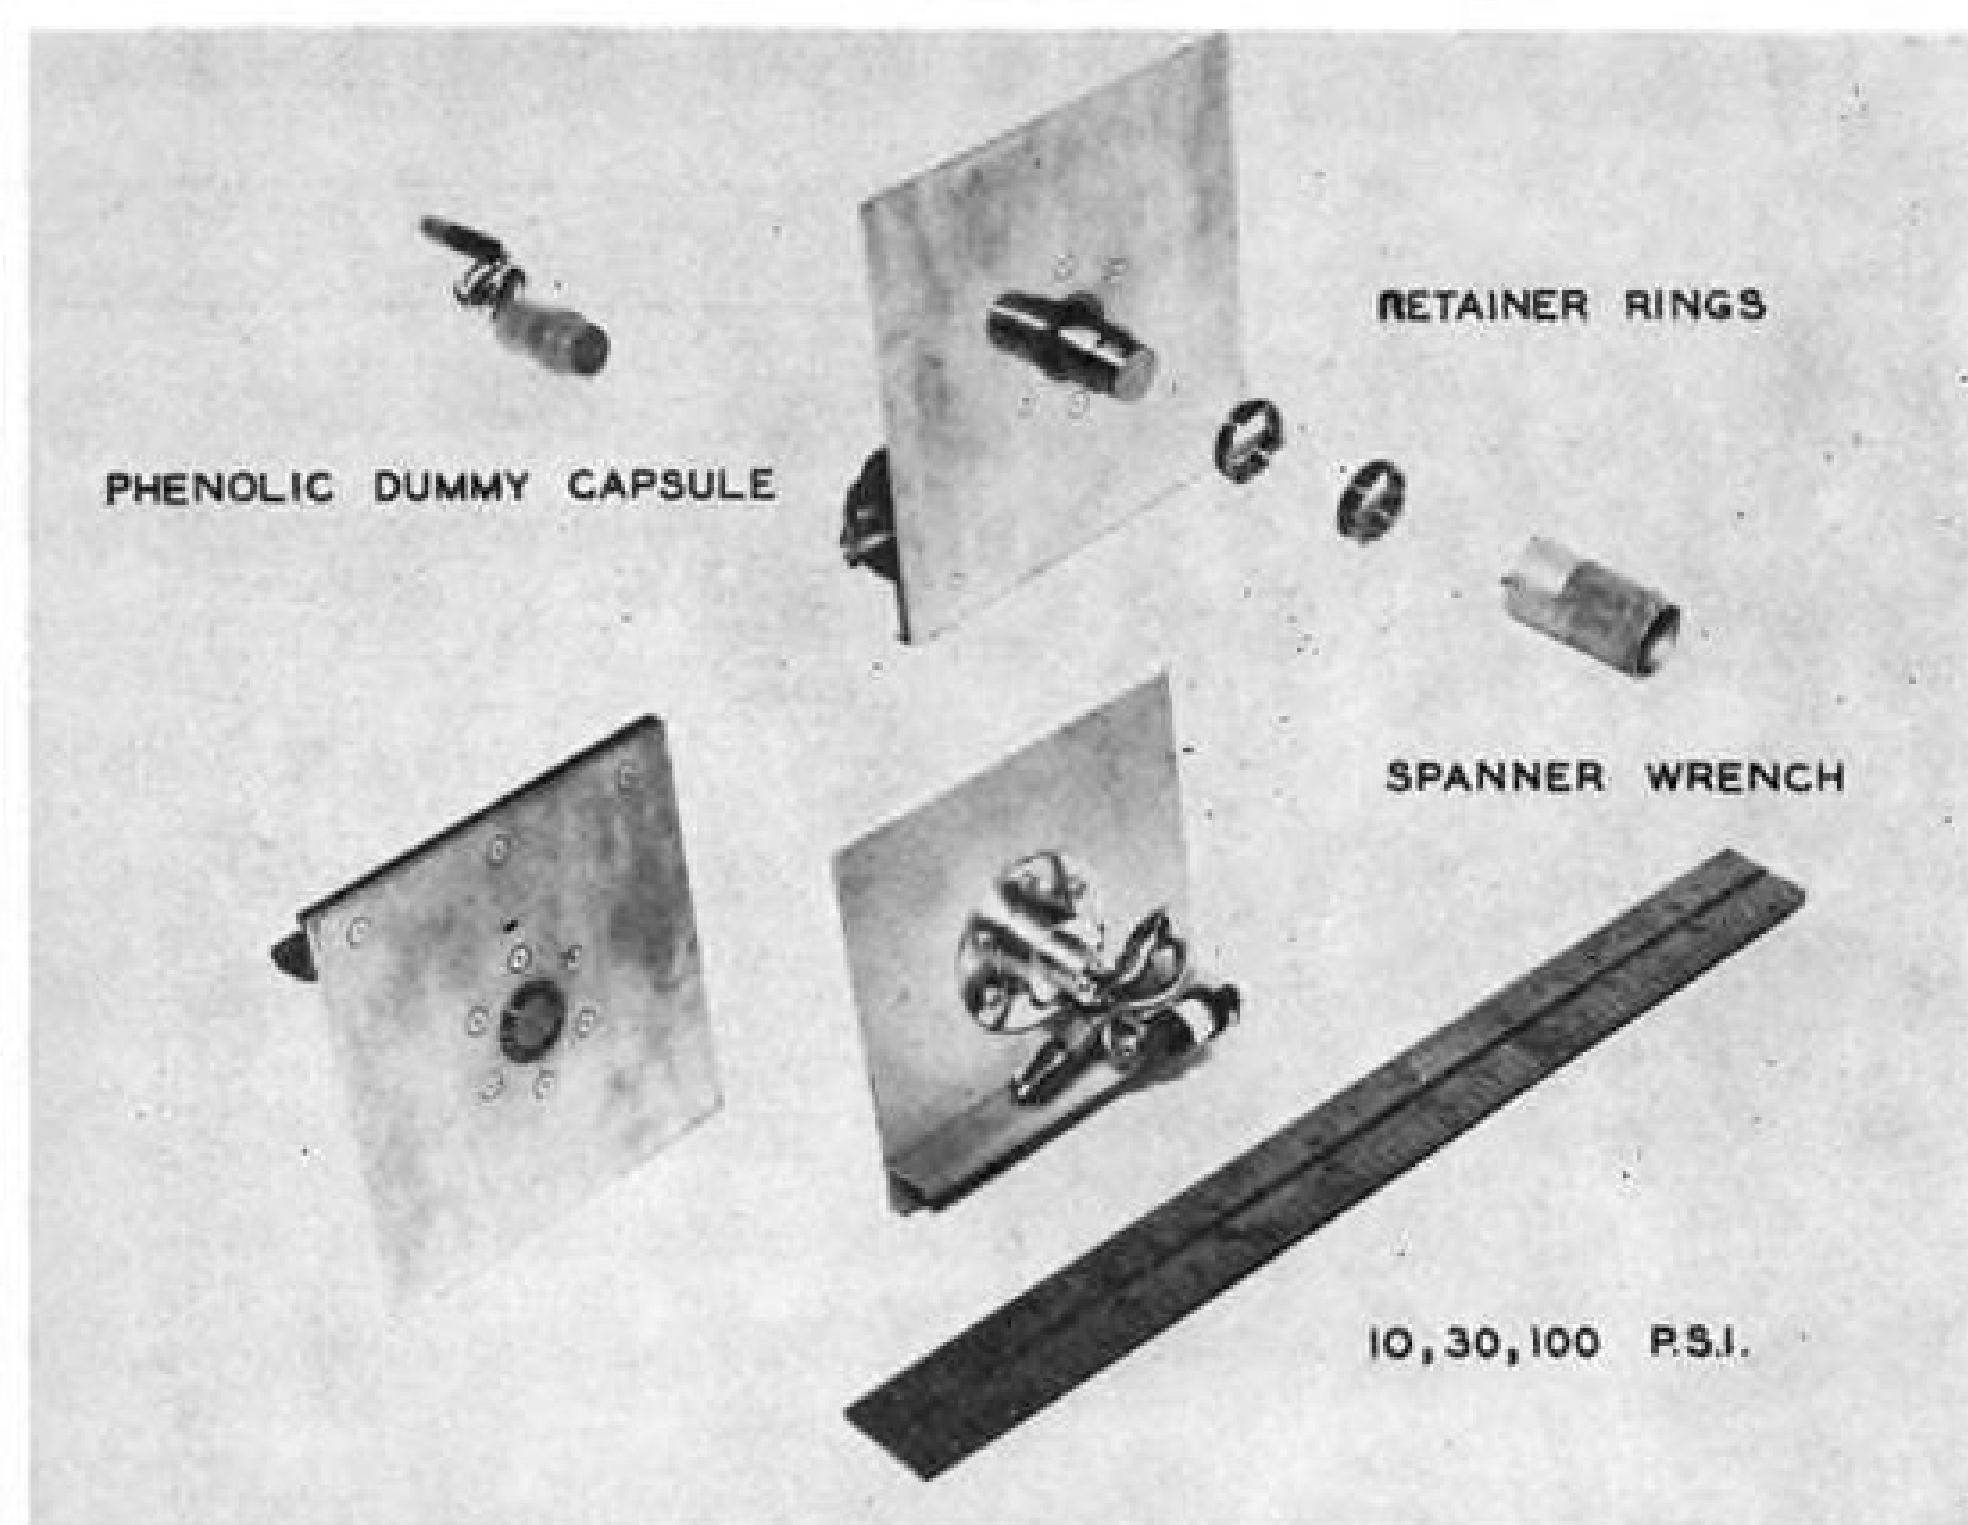 RETAINER RINGS
PHENOLIC DUMMY CAPSULE
SPANNER WRENCH
10,30,100 P.S.I.